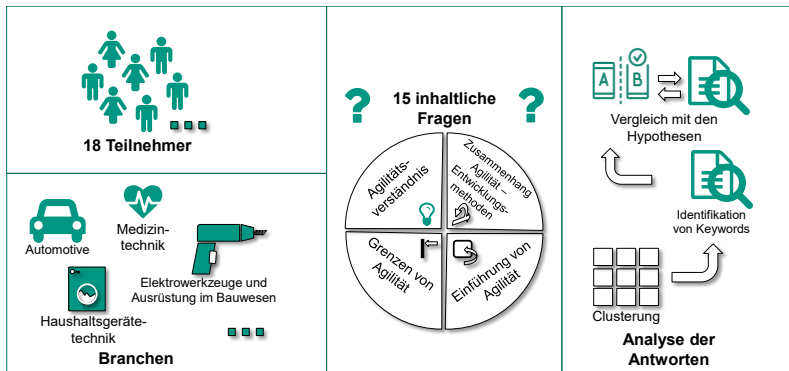 18 Teilnehmer
Automotive
Medizin-
technik
Elektrowerkzeuge und
Ausrüstung im Bauwesen
Haushaltsgeräte-
technik
Branchen
?
15 inhaltliche
Fragen
?
Agilitäts-
verständnis
Zusammenhang
Agilität –
Entwicklungs-
methoden
Grenzen von
Agilität
Einführung von
Agilität
A
B
Vergleich mit den
Hypothesen
Identifikation
von Keywords
Clusterung
Analyse der
Antworten